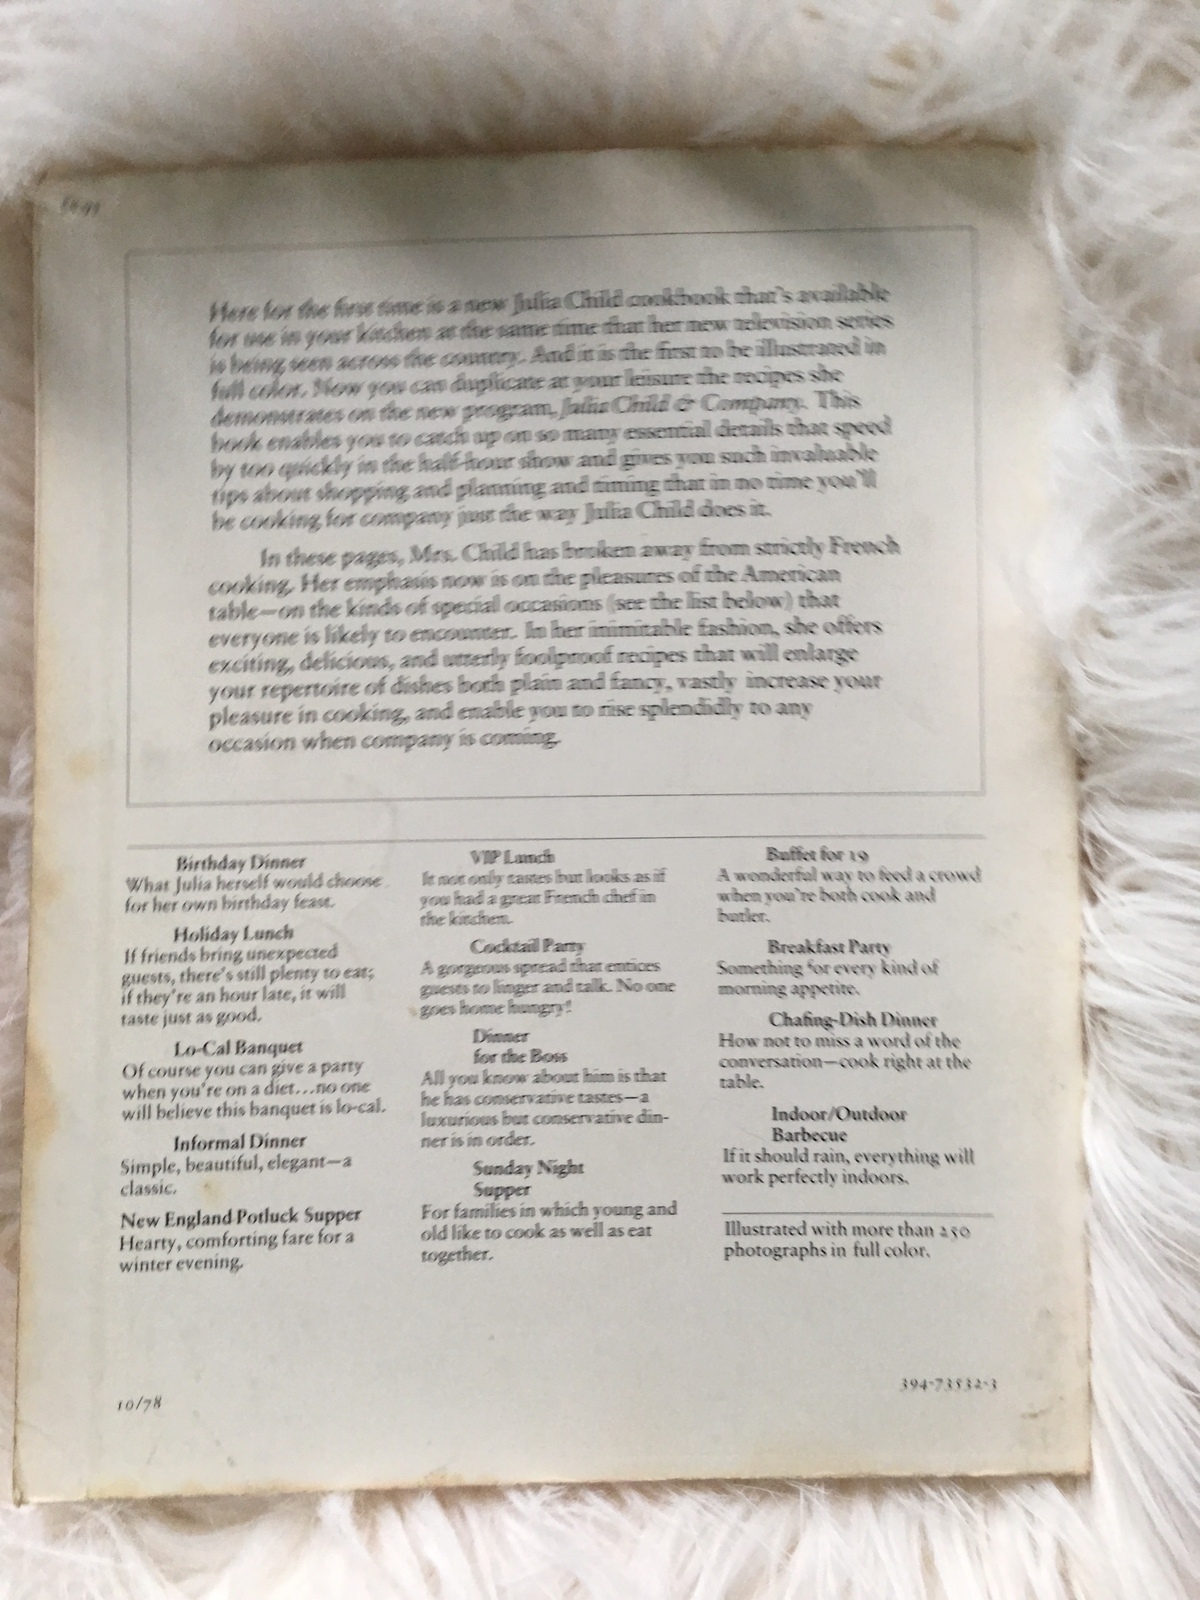 Here for the first time is a new Julia Child cookbook that's available
for use in your kitchen at the same time that her new television series
is being seen across the country. And it is the first to be illustrated in
full color. Now you can duplicate at your leisure the recipes she
demonstrates on the new program, Julia Child & Company. This
book enables you to catch up on so many essential details that speed
by too quickly in the half-hour show and gives you such invaluable
tips about shopping and planning and timing that in no time you'll
be cooking for company just the way Julia Child does it.
In these pages, Mrs. Child has broken away from strictly French
cooking. Her emphasis now is on the pleasures of the American
table—on the kinds of special occasions (see the list below) that
everyone is likely to encounter. In her inimitable fashion, she offers
exciting, delicious, and utterly foolproof recipes that will enlarge
your repertoire of dishes both plain and fancy, vastly increase your
pleasure in cooking, and enable you to rise splendidly to any
occasion when company is coming.
Birthday Dinner
What Julia herself would choose
for her own birthday feast.
Holiday Lunch
If friends bring unexpected
guests, there's still plenty to eat;
if they're an hour late, it will
taste just as good.
Lo-Cal Banquet
Of course you can give a party
when you're on a diet...no one
will believe this banquet is lo-cal.
Informal Dinner
Simple, beautiful, elegant—a
classic.
New England Potluck Supper
Hearty, comforting fare for a
winter evening.
VIP Lunch
It not only tastes but looks as if
you had a great French chef in
the kitchen.
Cocktail Party
A gorgeous spread that entices
guests to linger and talk. No one
goes home hungry!
Dinner
for the Boss
All you know about him is that
he has conservative tastes—a
luxurious but conservative din-
ner is in order.
Sunday Night
Supper
For families in which young and
old like to cook as well as eat
together.
Buffet for 19
A wonderful way to feed a crowd
when you're both cook and
butler.
Breakfast Party
Something for every kind of
morning appetite.
Chafing-Dish Dinner
How not to miss a word of the
conversation—cook right at the
table.
Indoor/Outdoor
Barbecue
If it should rain, everything will
work perfectly indoors.
Illustrated with more than 250
photographs in full color.
10/78
394-73532-3